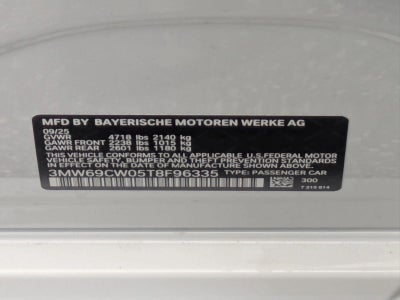 MFD BY BAYERISCHE MOTOREN WERKE AG
09/25
GVWR 4718 lbs 2140 kg
GAWR FRONT 2238 lbs 1015 kg
GAWR REAR 2601 lbs 1180 kg
THIS VEHICLE CONFORMS TO ALL APPLICABLE U.S.FEDERAL MOTOR
VEHICLE SAFETY, BUMPER, AND THEFT PREVENTION STANDARDS IN
EFFECT ON THE DATE OF MANUFACTURE SHOWN ABOVE.
3MW69CW05T8F96335 TYPE: PASSENGER CAR
300